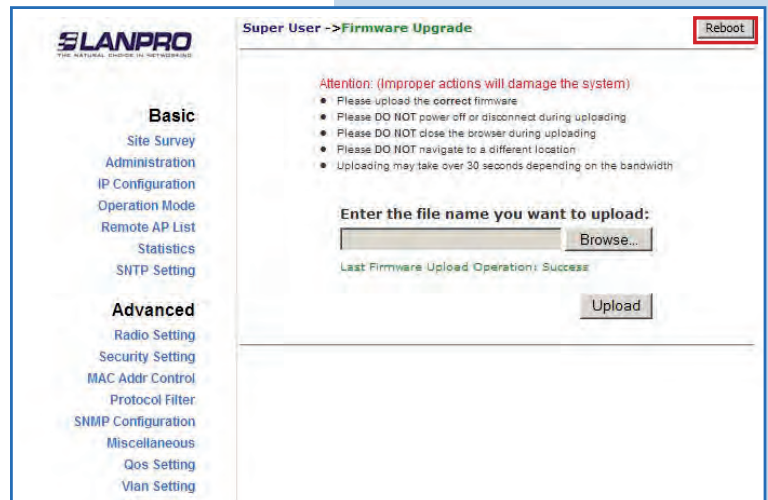 LANPRO
THE NATURAL CHOICE IN NETWORKING
Super User ->Firmware Upgrade
Reboot
Basic
Site Survey
Administration
IP Configuration
Operation Mode
Remote AP List
Statistics
SNTP Setting
Advanced
Radio Setting
Security Setting
MAC Addr Control
Protocol Filter
SNMP Configuration
Miscellaneous
Qos Setting
Vlan Setting
Attention: (Improper actions will damage the system)
● Please upload the correct firmware
● Please DO NOT power off or disconnect during uploading
● Please DO NOT close the browser during uploading
● Please DO NOT navigate to a different location
● Uploading may take over 30 seconds depending on the bandwidth
Enter the file name you want to upload:
Browse...
Last Firmware Upload Operation: Success
Upload